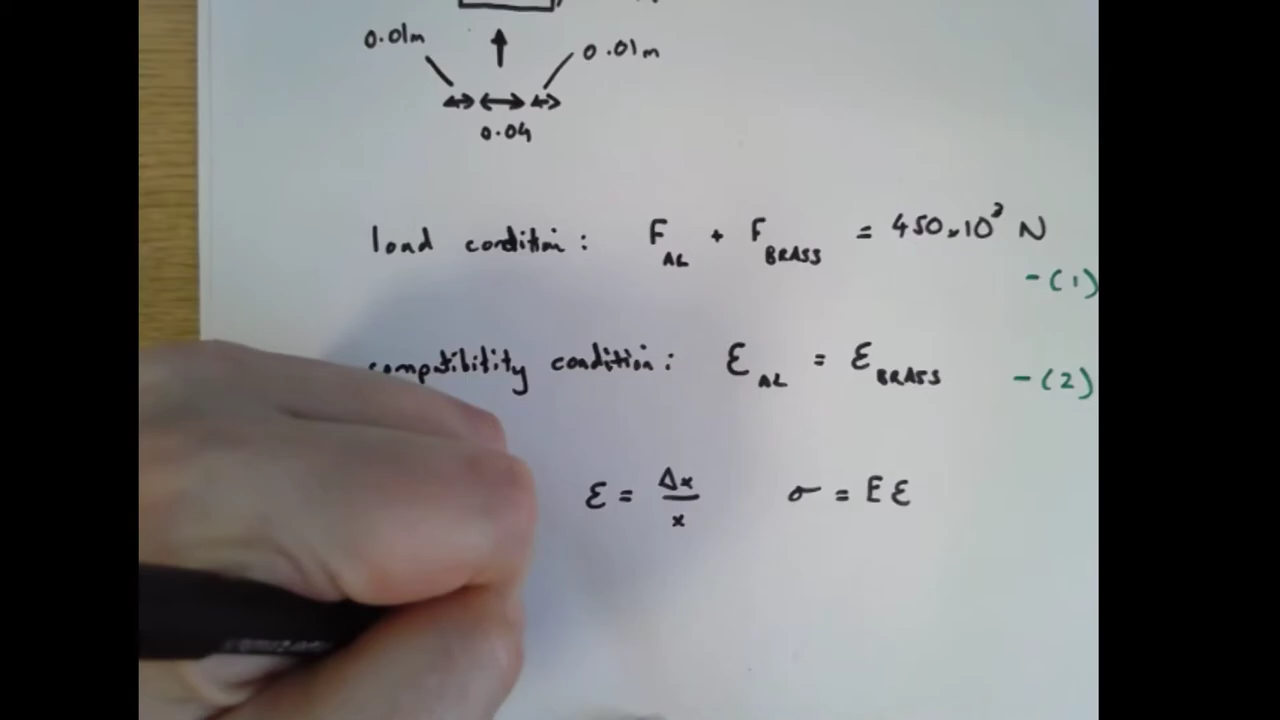 0.01m
0.01m
0.04
load condition: F_AL + F_BRASS = 450×10³ N
-(1)
compatibility condition: ε_AL = ε_BRASS -(2)
ε = Δx/x σ = Eε